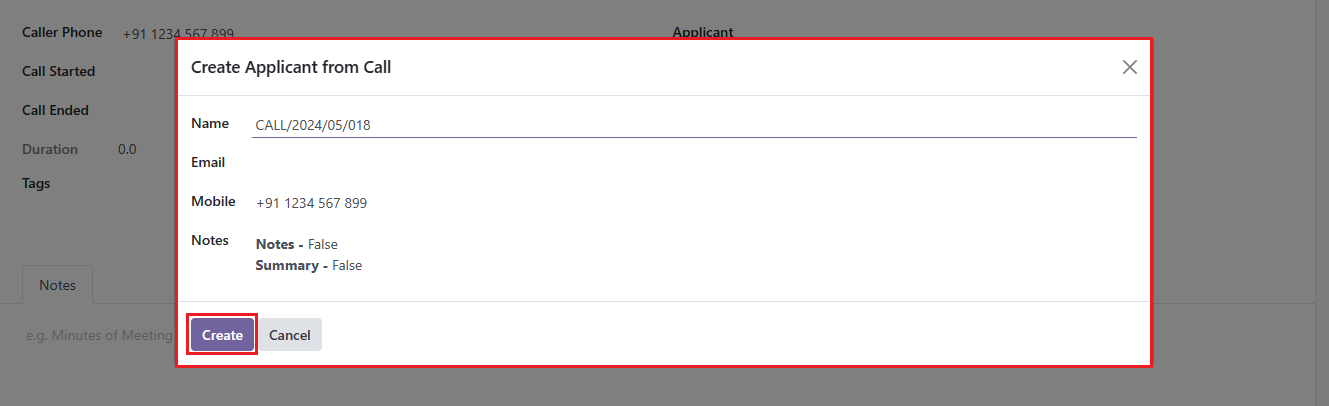 Caller Phone +91 1234 567 899 Applicant
Create Applicant from Call
Call Started
Call Ended
Name CALL/2024/05/018
Duration 0.0
Email
Tags
Mobile +91 1234 567 899
Notes Notes - False
Summary - False
Notes
e.g. Minutes of Meeting
Create Cancel